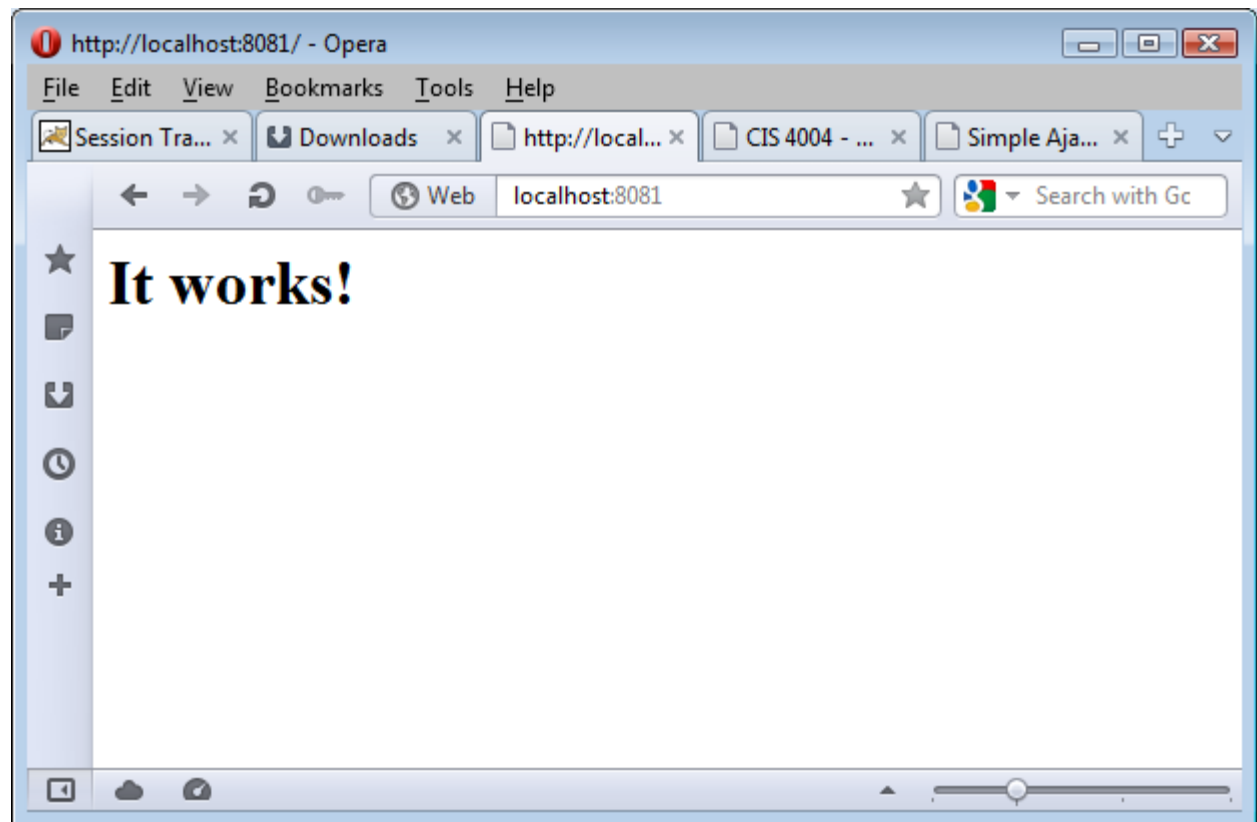 http://localhost:8081/ - Opera
File Edit View Bookmarks Tools Help
Session Tra... Downloads http://local... CIS 4004 - ... Simple Aja...
Web localhost:8081 Search with Gc
It works!